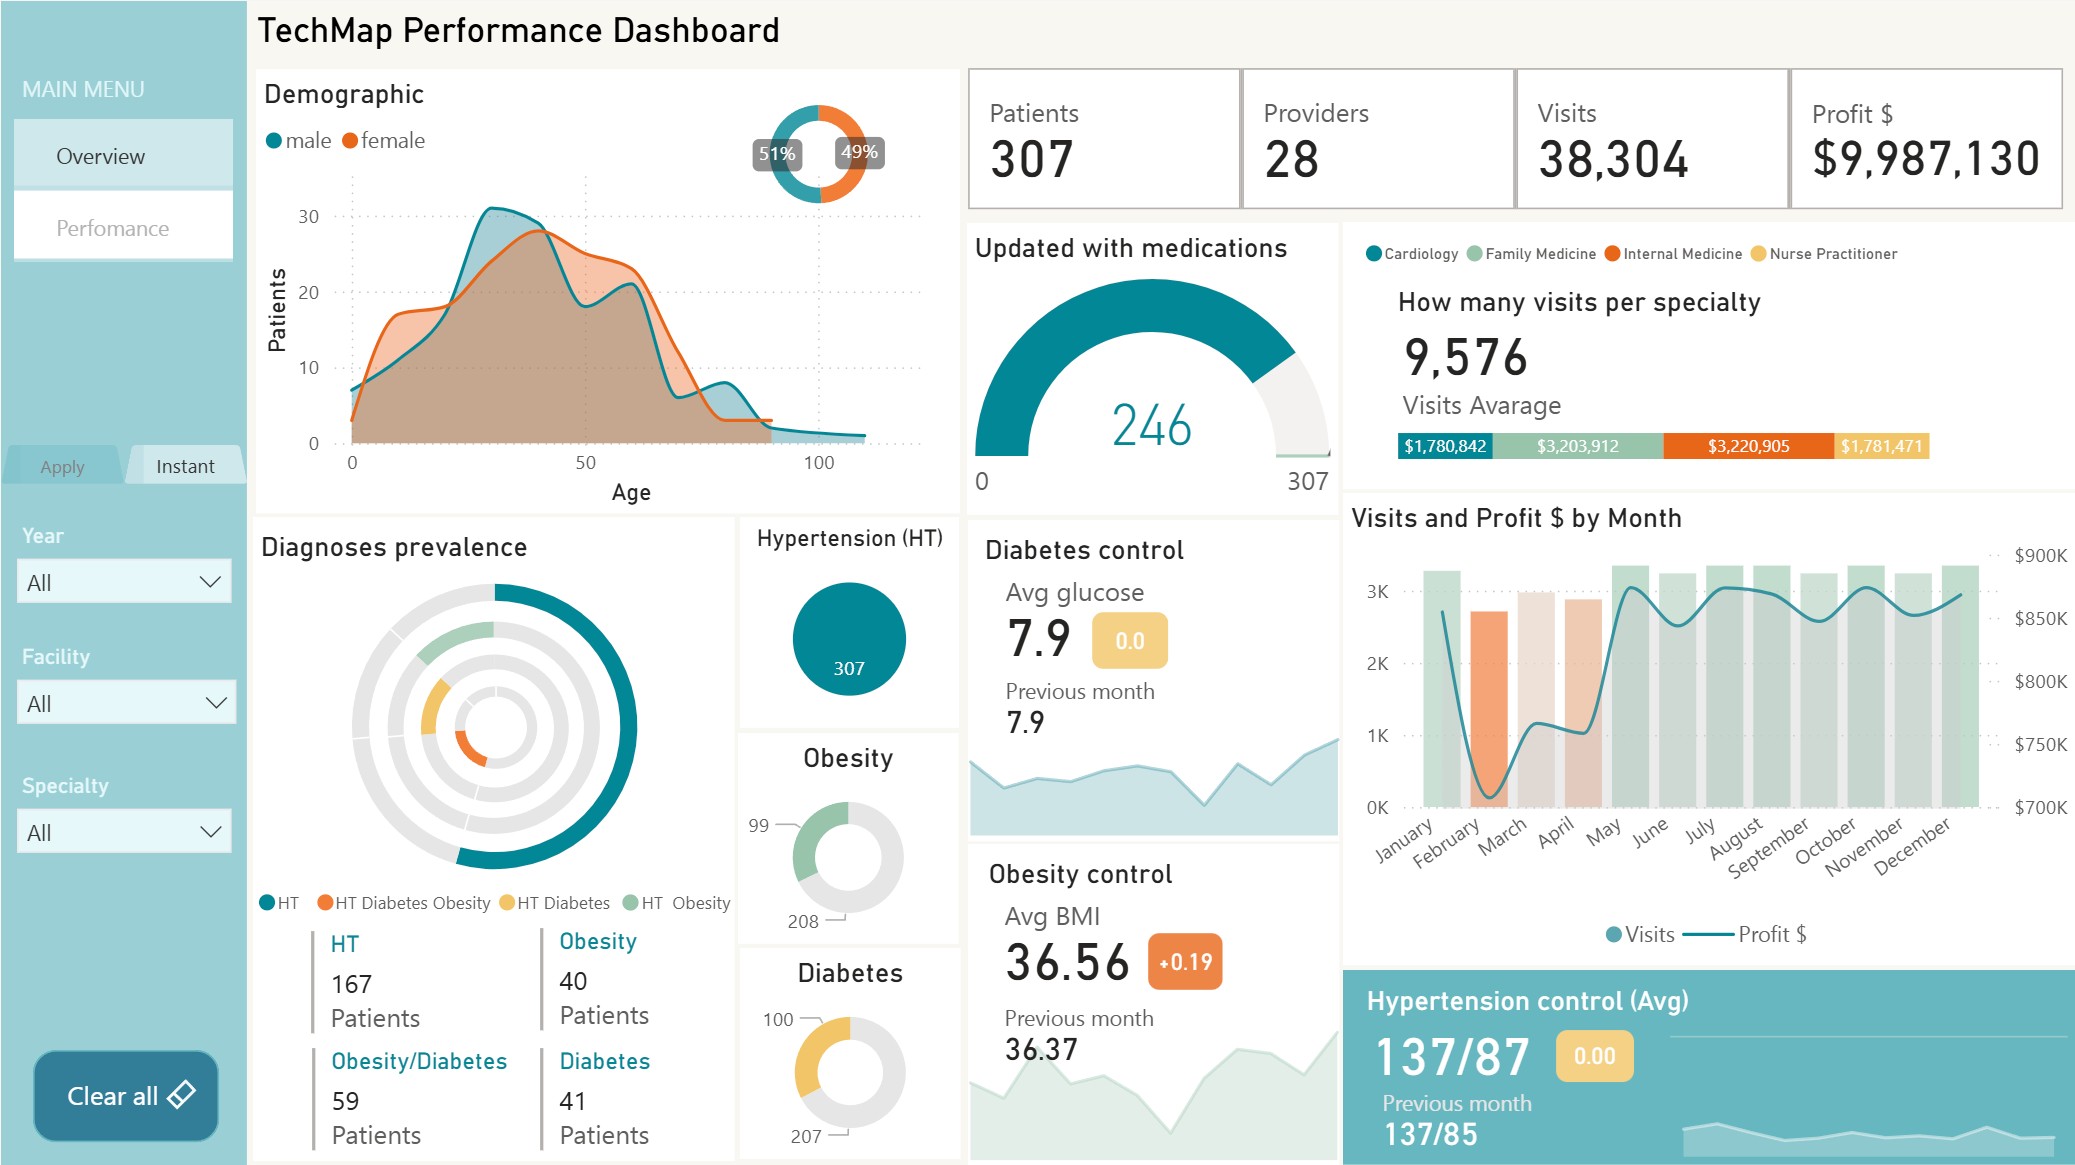 TechMap Performance Dashboard
MAIN MENU
Overview
Perfomance
Apply
Instant
Year
All
Facility
All
Specialty
All
Clear all
Demographic
male female
51%
49%
Patients
30
20
10
0
0 50 100
Age
Patients
307
Providers
28
Visits
38,304
Profit $
$9,987,130
Updated with medications
246
0
307
Cardiology Family Medicine Internal Medicine Nurse Practitioner
How many visits per specialty
9,576
Visits Avarage
$1,780,842 $3,203,912 $3,220,905 $1,781,471
Diagnoses prevalence
HT HT Diabetes Obesity HT Diabetes HT Obesity
HT
167
Patients
Obesity
40
Patients
Obesity/Diabetes
59
Patients
Diabetes
41
Patients
Hypertension (HT)
307
Obesity
99
208
Diabetes
100
207
Diabetes control
Avg glucose
7.9
0.0
Previous month
7.9
Obesity control
Avg BMI
36.56
+0.19
Previous month
36.37
Visits and Profit $ by Month
3K
2K
1K
0K
$900K
$850K
$800K
$750K
$700K
January February March April May June July August September October November December
Visits Profit $
Hypertension control (Avg)
137/87
0.00
Previous month
137/85